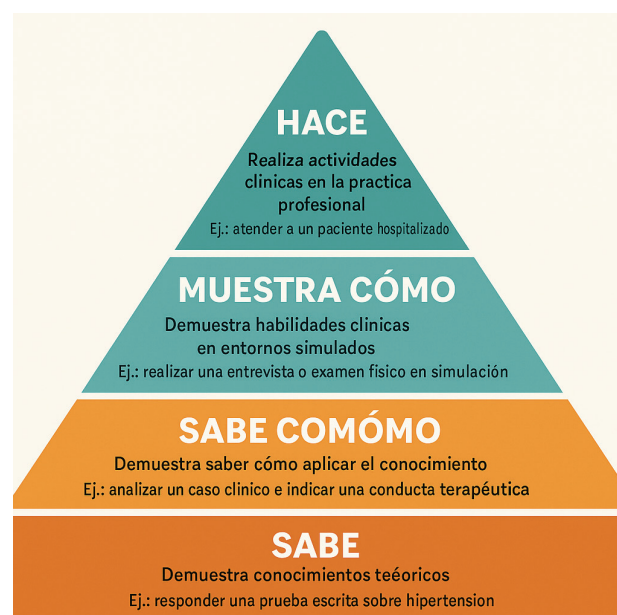 HACE
Realiza actividades
clinicas en la practica
profesional
Ej.: atender a un paciente hospitalizado
MUESTRA CÓMO
Demuestra habilidades clinicas
en entornos simulados
Ej.: realizar una entrevista o examen fisico en simulación
SABE COMÓMO
Demuestra saber cómo aplicar el conocimiento
Ej.: analizar un caso clinico e indicar una conducta terapéutica
SABE
Demuestra conocimientos teéoricos
Ej.: responder una prueba escrita sobre hipertension